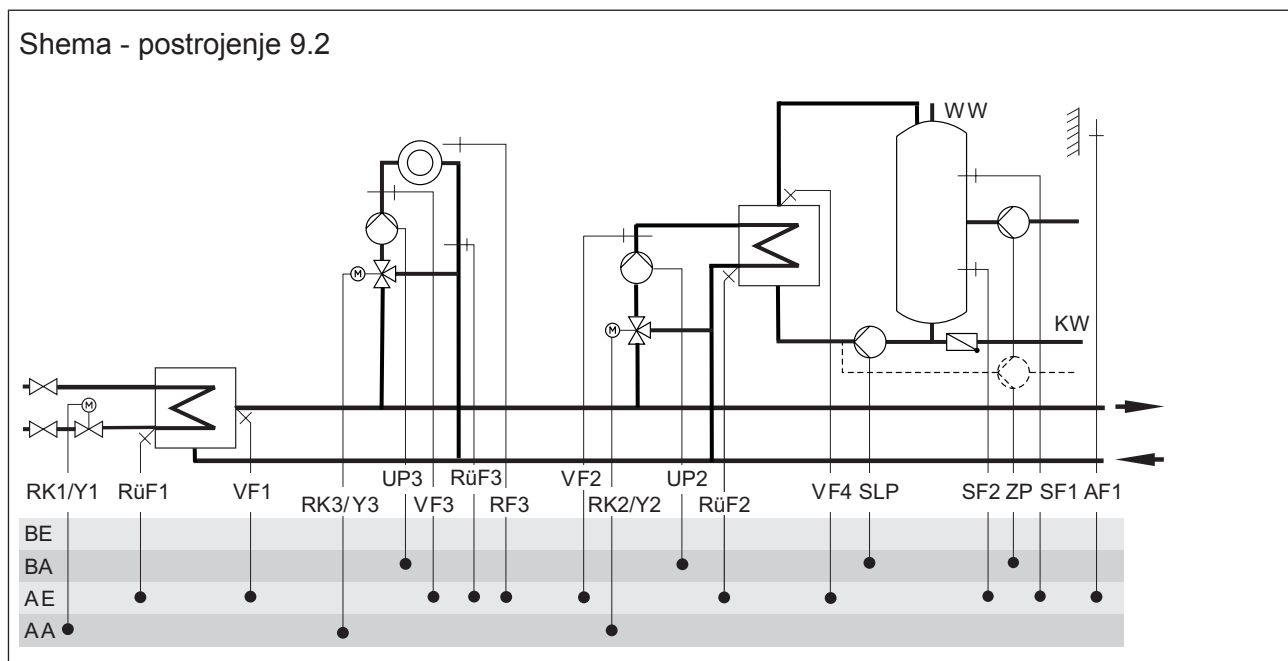 Shema - postrojenje 9.2
WW
M
M
KW
M
RK1/Y1 RüF1 VF1 RK3/Y3 UP3 VF3 RüF3 RF3 VF2 RK2/Y2 UP2 RüF2 VF4 SLP SF2 ZP SF1 AF1
BE
BA
AE
AA